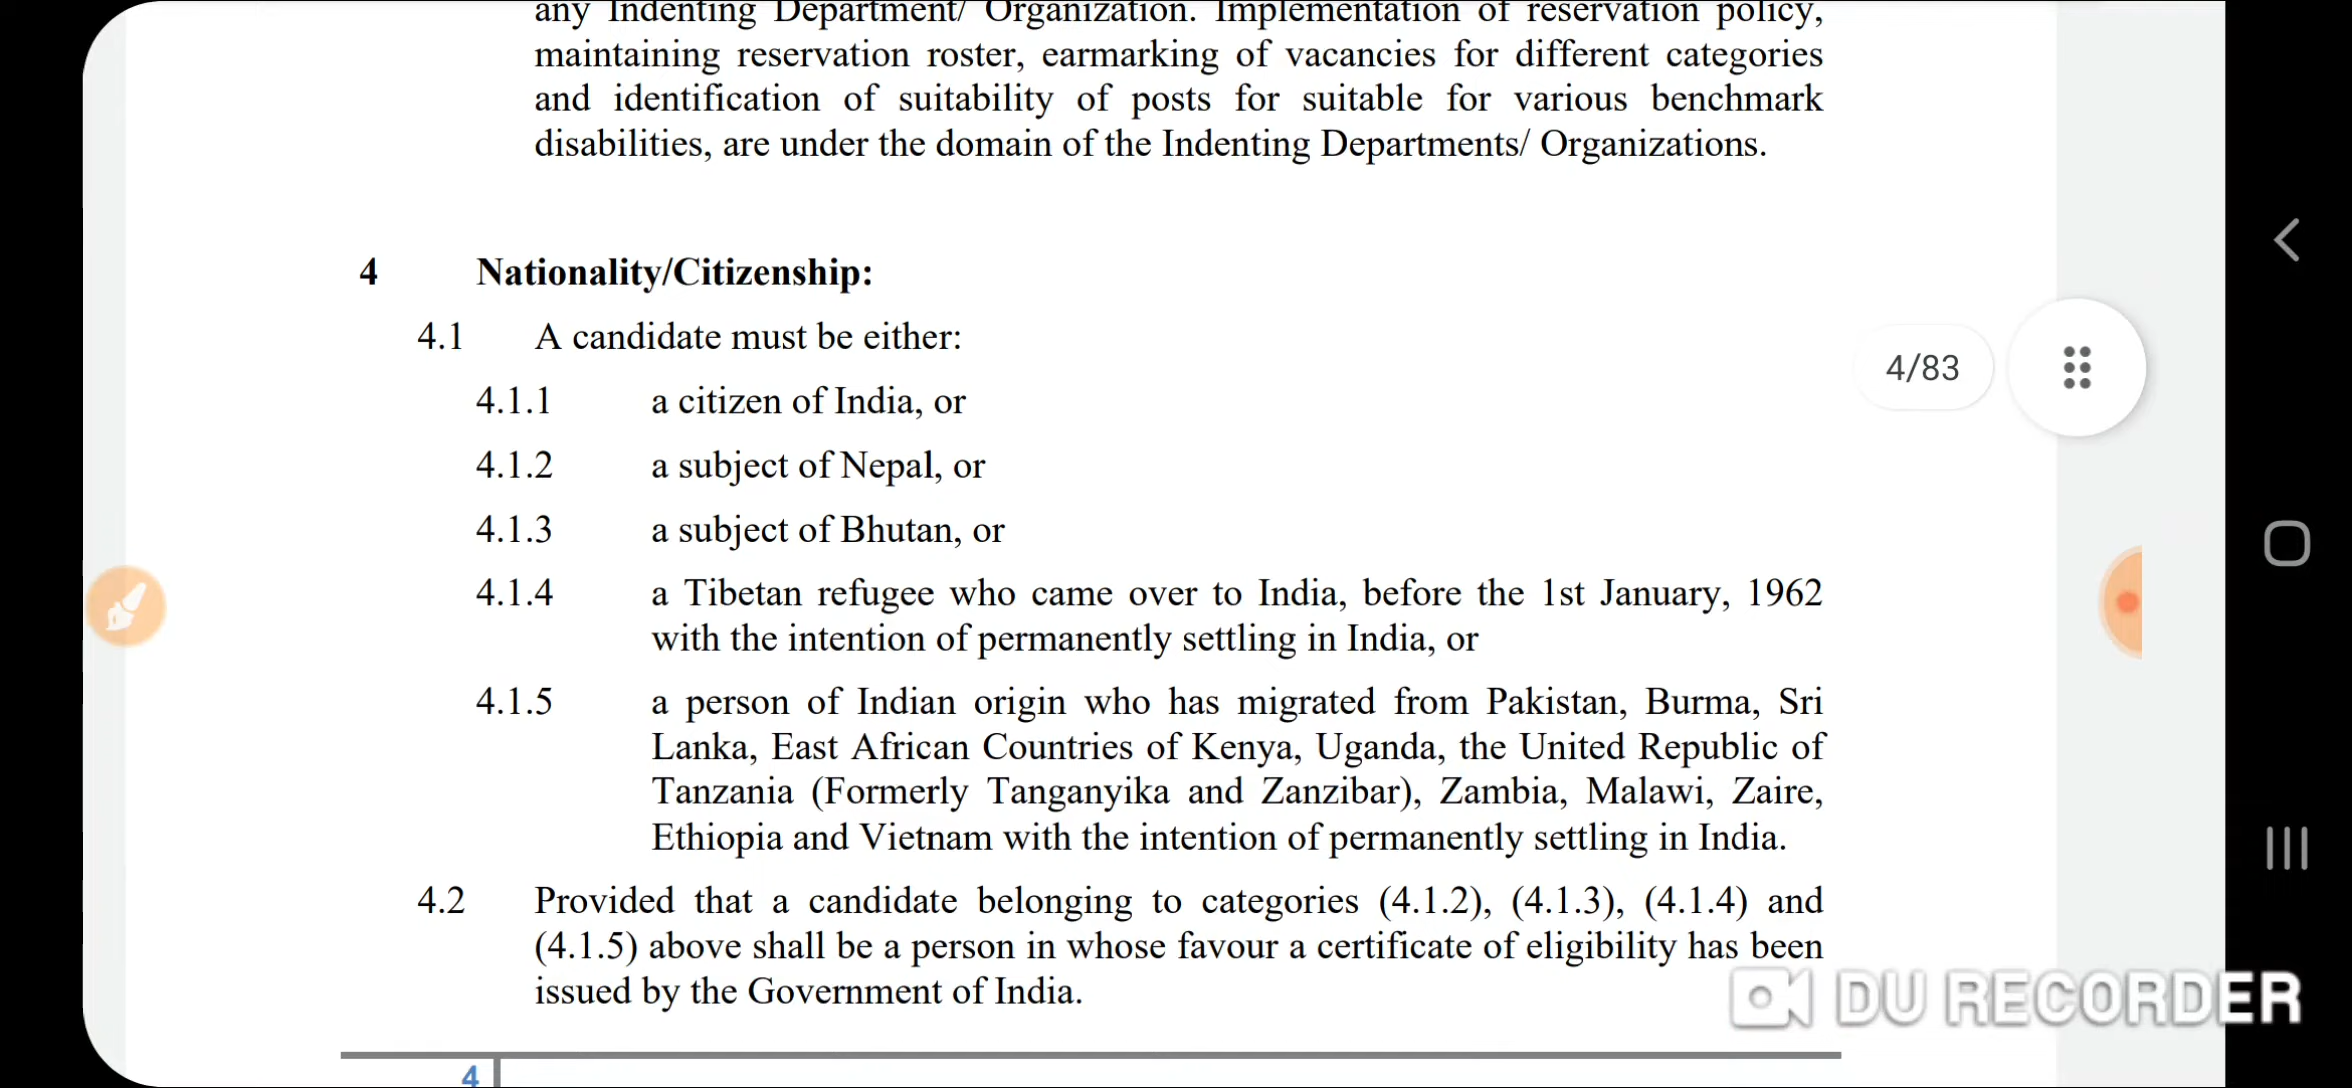 any Indenting Department/ Organization. Implementation of reservation policy,
maintaining reservation roster, earmarking of vacancies for different categories
and identification of suitability of posts for suitable for various benchmark
disabilities, are under the domain of the Indenting Departments/ Organizations.
4 Nationality/Citizenship:
4.1 A candidate must be either:
4.1.1 a citizen of India, or
4/83
4.1.2 a subject of Nepal, or
4.1.3 a subject of Bhutan, or
4.1.4 a Tibetan refugee who came over to India, before the 1st January, 1962
with the intention of permanently settling in India, or
4.1.5 a person of Indian origin who has migrated from Pakistan, Burma, Sri
Lanka, East African Countries of Kenya, Uganda, the United Republic of
Tanzania (Formerly Tanganyika and Zanzibar), Zambia, Malawi, Zaire,
Ethiopia and Vietnam with the intention of permanently settling in India.
4.2 Provided that a candidate belonging to categories (4.1.2), (4.1.3), (4.1.4) and
(4.1.5) above shall be a person in whose favour a certificate of eligibility has been
issued by the Government of India.
DU RECORDER
4